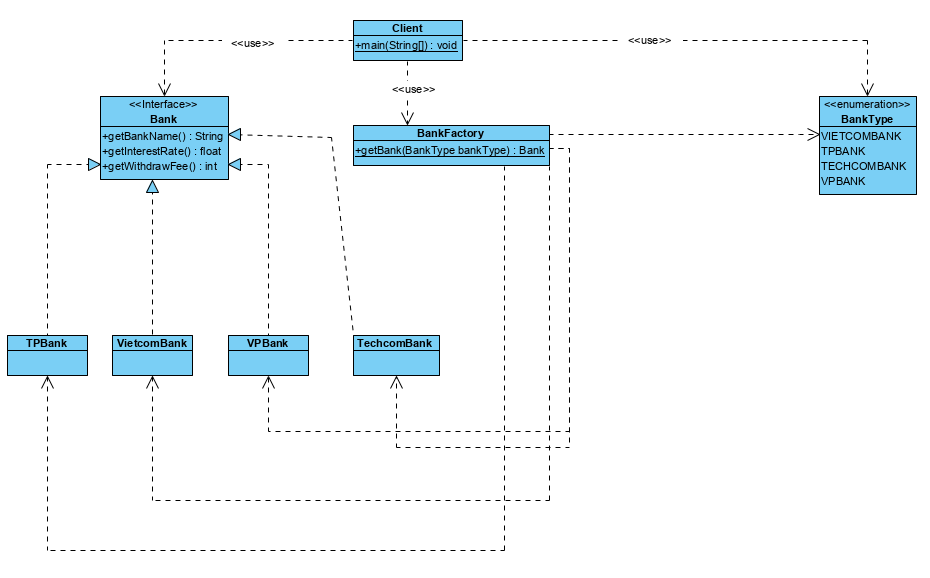 Client
+main(String[]) : void
<<use>>
<<use>>
<<use>>
<<Interface>>
Bank
+getBankName() : String
+getInterestRate() : float
+getWithdrawFee() : int
BankFactory
+getBank(BankType bankType) : Bank
<<enumeration>>
BankType
VIETCOMBANK
TPBANK
TECHCOMBANK
VPBANK
TPBank
VietcomBank
VPBank
TechcomBank